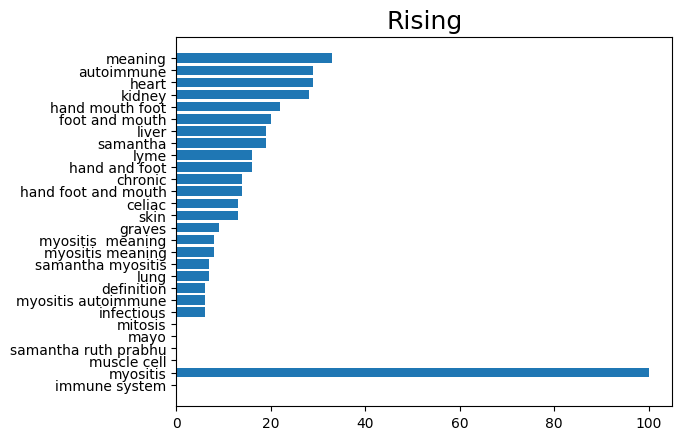 Rising
meaning
autoimmune
heart
kidney
hand mouth foot
foot and mouth
liver
samantha
lyme
hand and foot
chronic
hand foot and mouth
celiac
skin
graves
myositis  meaning
myositis meaning
samantha myositis
lung
definition
myositis autoimmune
infectious
mitosis
mayo
samantha ruth prabhu
muscle cell
myositis
immune system
0 20 40 60 80 100